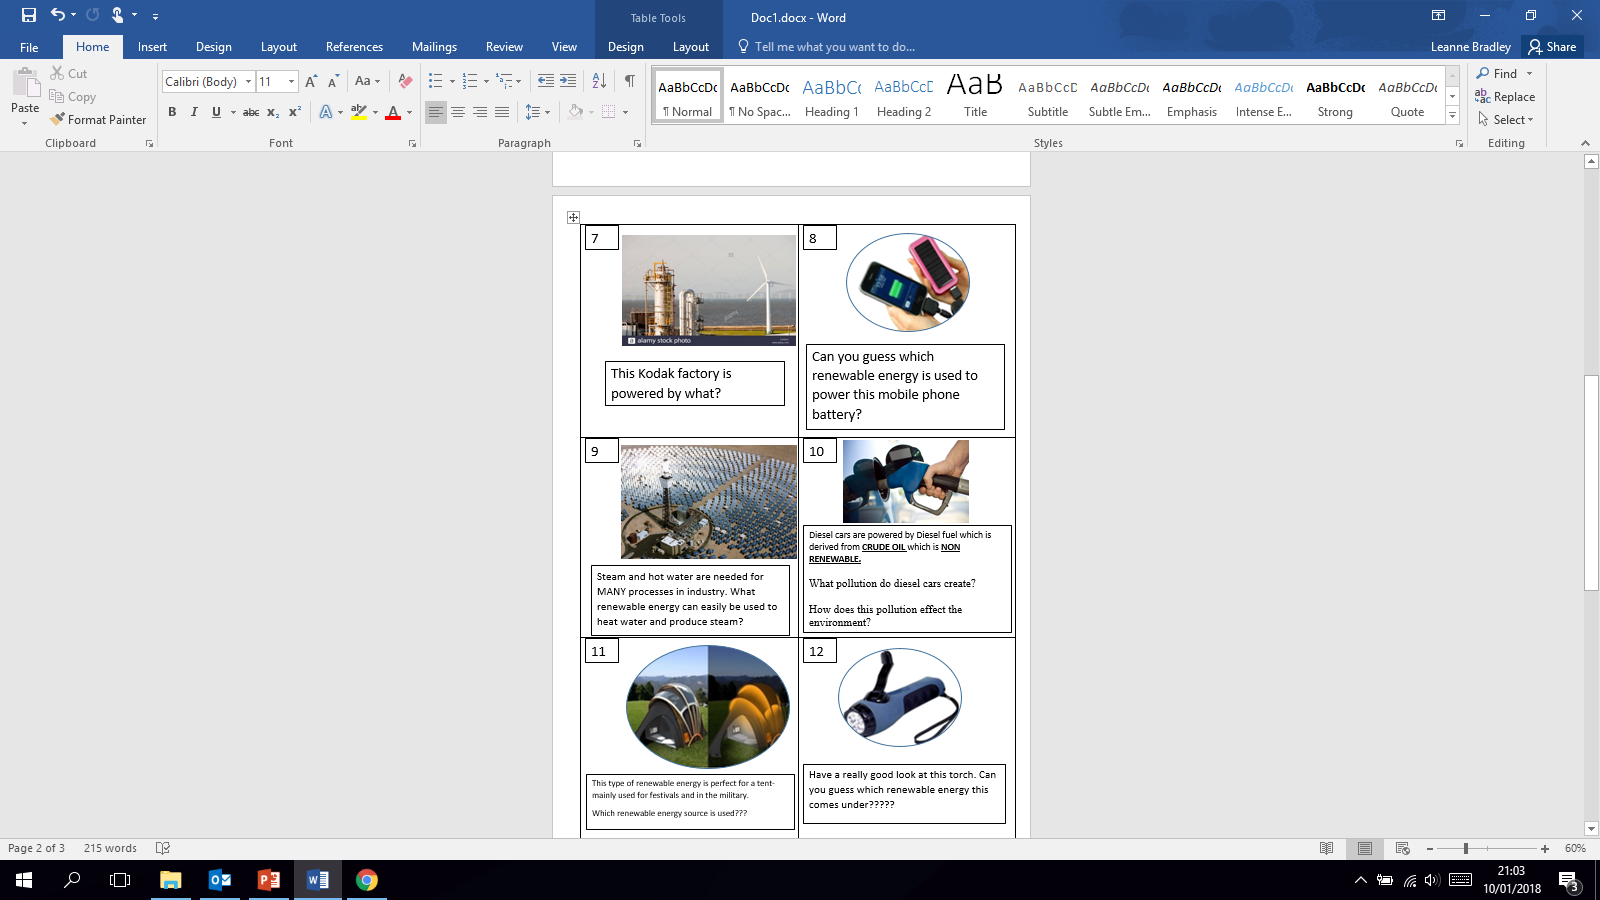 Table Tools
Doc1.docx - Word
File
Home
Insert
Design
Layout
References
Mailings
Review
View
Design
Layout
Tell me what you want to do...
Leanne Bradley
Share
Paste
Cut
Copy
Format Painter
Clipboard
Calibri (Body)
11
Aa
B I U abc x₂ x²
A
Font
Paragraph
AaBbCcDc
¶ Normal
AaBbCcDc
¶ No Spac...
AaBbCc
Heading 1
AaBbCcD
Heading 2
AaB
Title
AaBbCcD
Subtitle
AaBbCcDc
Subtle Em...
AaBbCcDc
Emphasis
AaBbCcDc
Intense E...
AaBbCcDc
Strong
AaBbCcDc
Quote
Styles
Find
Replace
Select
Editing
7
a alamy stock photo
This Kodak factory is
powered by what?
8
Can you guess which
renewable energy is used to
power this mobile phone
battery?
9
Steam and hot water are needed for
MANY processes in industry. What
renewable energy can easily be used to
heat water and produce steam?
10
Diesel cars are powered by Diesel fuel which is
derived from CRUDE OIL which is NON
RENEWABLE.
What pollution do diesel cars create?
How does this pollution effect the
environment?
11
This type of renewable energy is perfect for a tent-
mainly used for festivals and in the military.
Which renewable energy source is used???
12
Have a really good look at this torch. Can
you guess which renewable energy this
comes under?????
Page 2 of 3
215 words
60%
21:03
10/01/2018
3